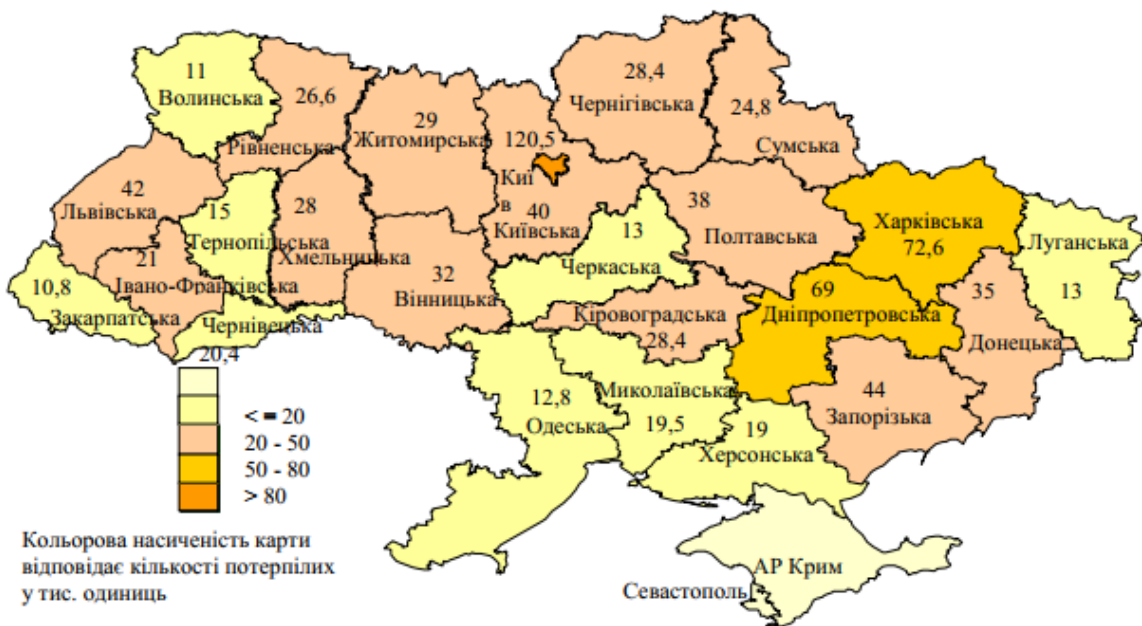 11
Волинська
26,6
Рівненська
29
Житомирська
120,5
Киї
в
40
Київська
28,4
Чернігівська
24,8
Сумська
42
Львівська
15
Тернопільська
28
Хмельницька
21
Івано-Франківська
10,8
Закарпатська
Чернівецька
20,4
32
Вінницька
13
Черкаська
38
Полтавська
Харківська
72,6
Луганська
13
Кіровоградська
28,4
69
Дніпропетровська
35
Донецька
12,8
Одеська
Миколаївська
19,5
19
Херсонська
44
Запорізька
АР Крим
Севастополь
< = 20
20 - 50
50 - 80
> 80
Кольорова насиченість карти
відповідає кількості потерпілих
у тис. одиниць